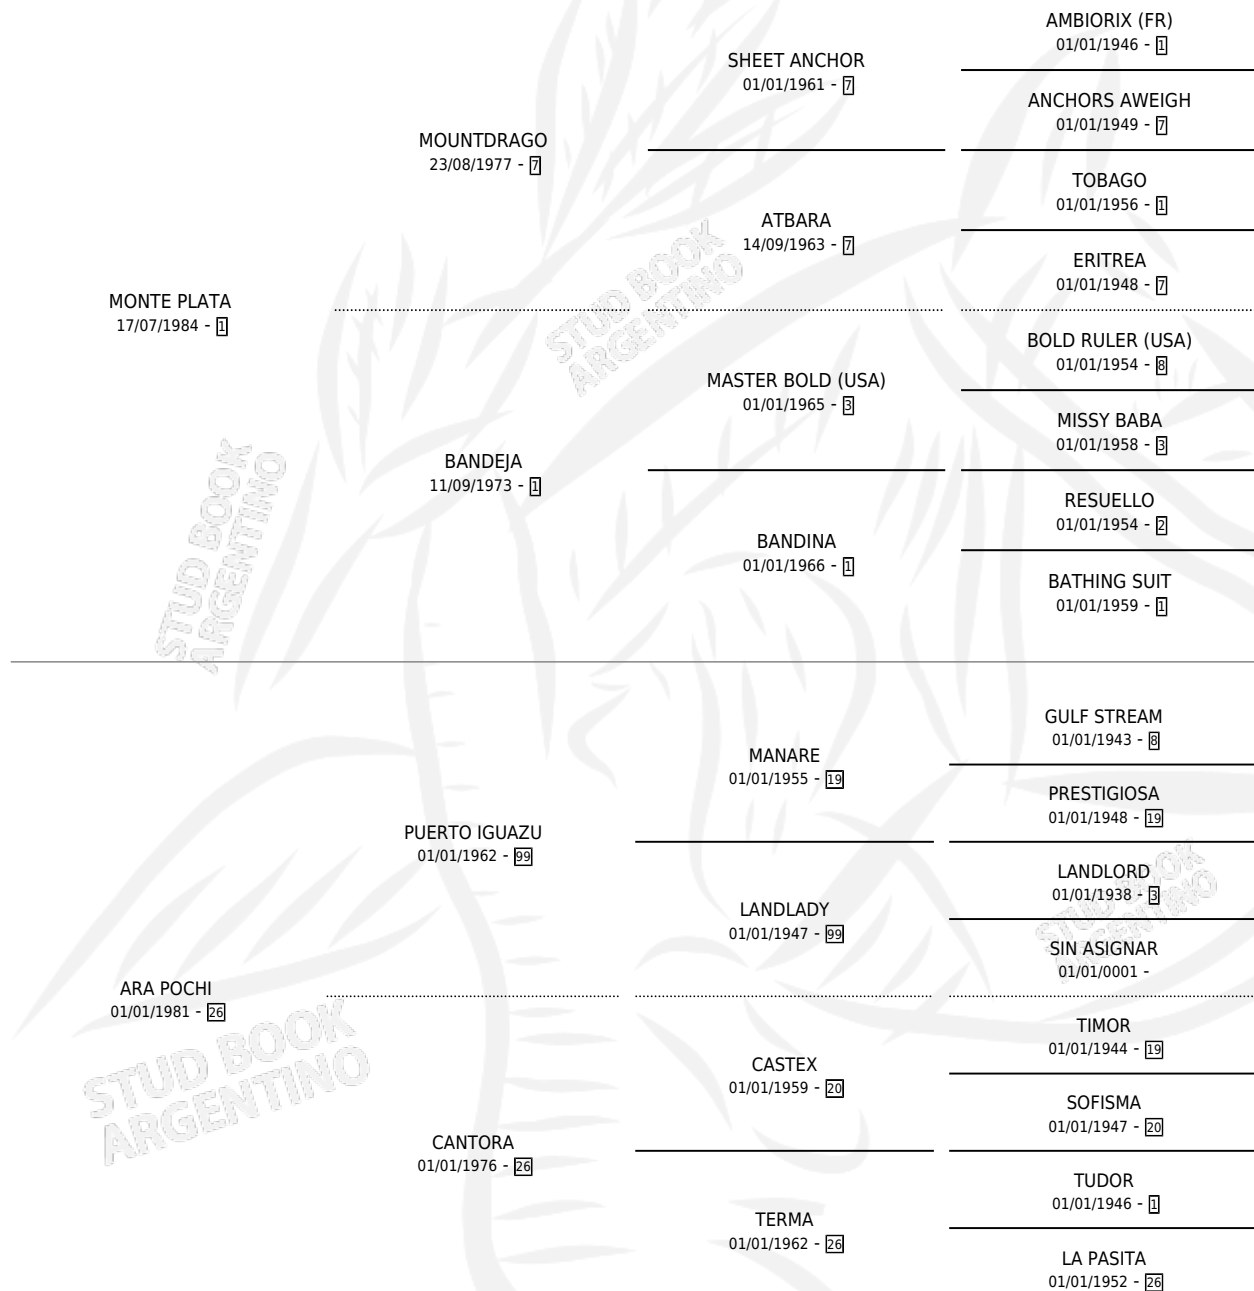 AMBIORIX (FR)
01/01/1946 - 1
SHEET ANCHOR
01/01/1961 - 7
ANCHORS AWEIGH
01/01/1949 - 7
MOUNTDRAGO
23/08/1977 - 7
TOBAGO
01/01/1956 - 1
ATBARA
14/09/1963 - 7
ERITREA
01/01/1948 - 7
MONTE PLATA
17/07/1984 - 1
BOLD RULER (USA)
01/01/1954 - 8
MASTER BOLD (USA)
01/01/1965 - 3
MISSY BABA
01/01/1958 - 3
BANDEJA
11/09/1973 - 1
RESUELLO
01/01/1954 - 2
BANDINA
01/01/1966 - 1
BATHING SUIT
01/01/1959 - 1
GULF STREAM
01/01/1943 - 8
MANARE
01/01/1955 - 19
PRESTIGIOSA
01/01/1948 - 19
PUERTO IGUAZU
01/01/1962 - 99
LANDLORD
01/01/1938 - 3
LANDLADY
01/01/1947 - 99
SIN ASIGNAR
01/01/0001 -
ARA POCHI
01/01/1981 - 26
TIMOR
01/01/1944 - 19
CASTEX
01/01/1959 - 20
SOFISMA
01/01/1947 - 20
CANTORA
01/01/1976 - 26
TUDOR
01/01/1946 - 1
TERMA
01/01/1962 - 26
LA PASITA
01/01/1952 - 26
STUD BOOK
ARGENTINO
STUD BOOK
ARGENTINO
STUD BOOK
ARGENTINO
STUD BOOK
ARGENTINO